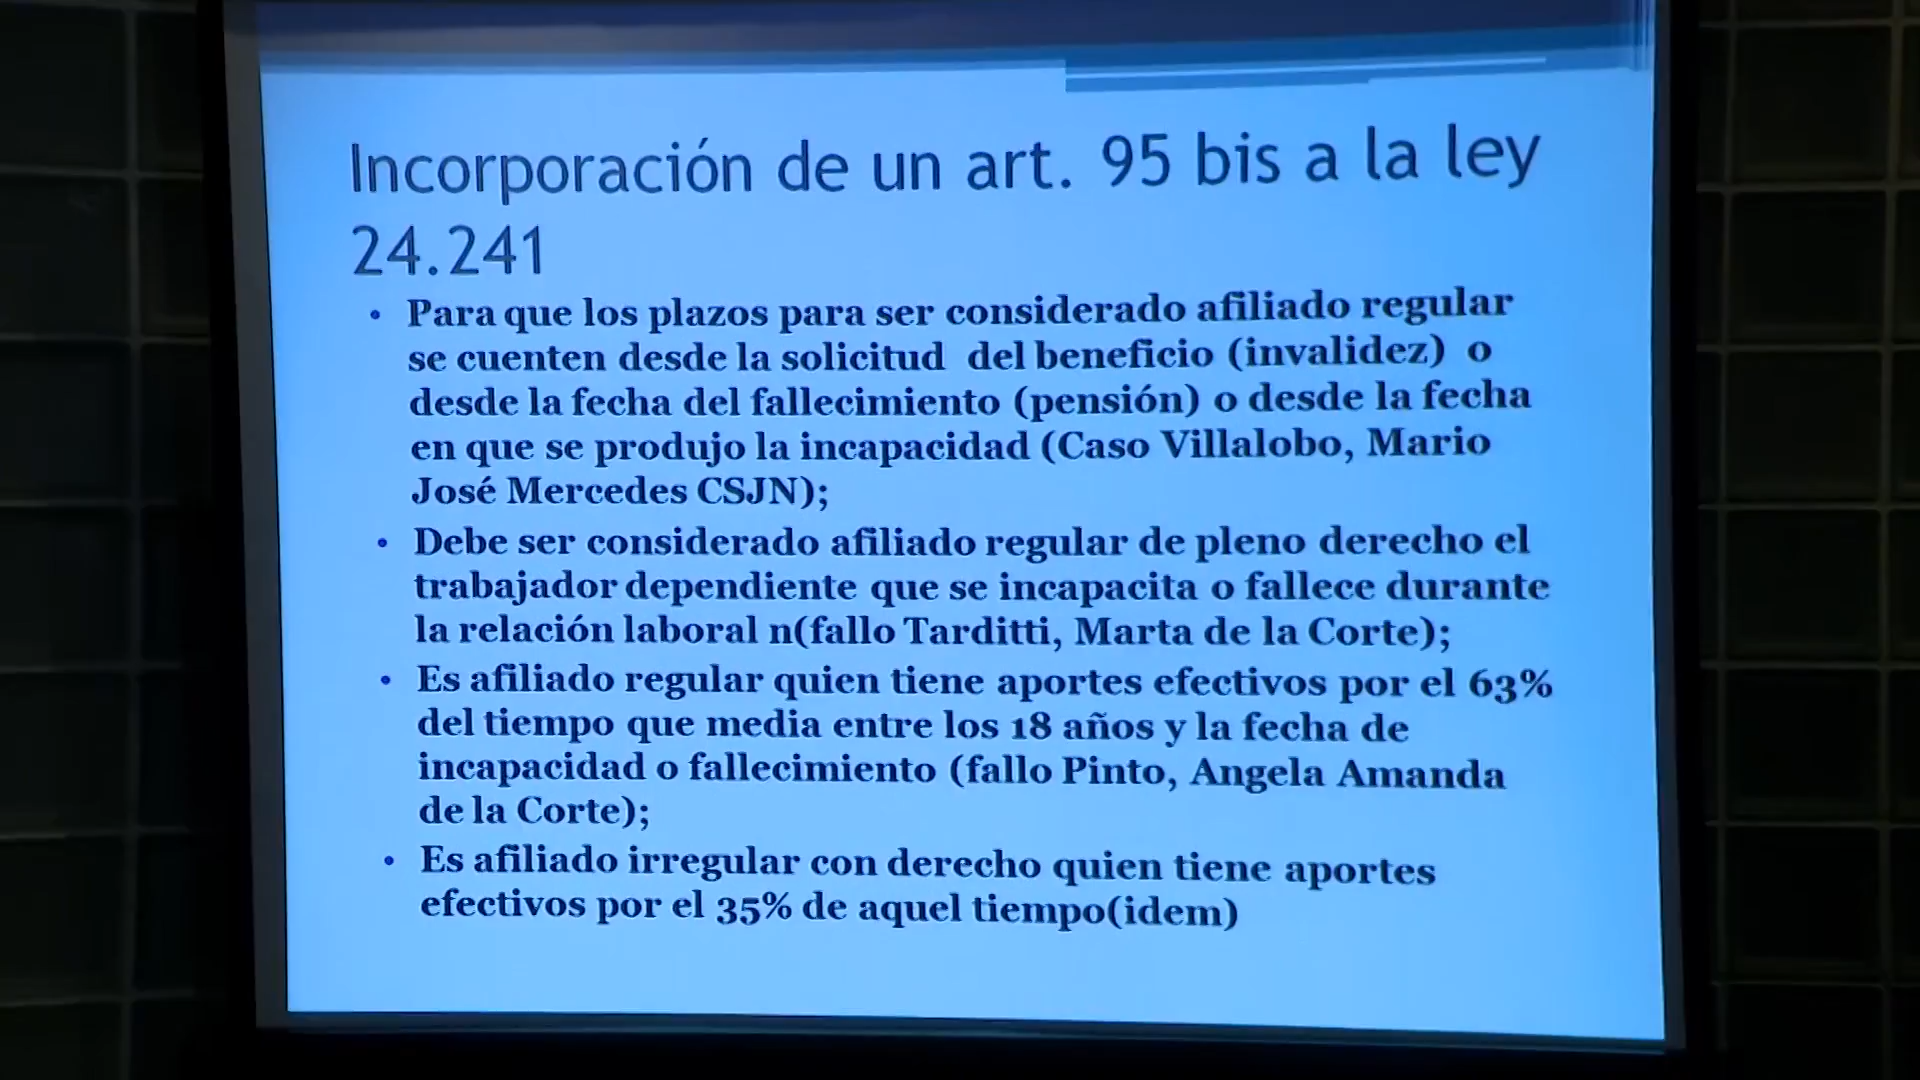 Incorporación de un art. 95 bis a la ley
24.241
• Para que los plazos para ser considerado afiliado regular
se cuenten desde la solicitud del beneficio (invalidez) o
desde la fecha del fallecimiento (pensión) o desde la fecha
en que se produjo la incapacidad (Caso Villalobo, Mario
José Mercedes CSJN);
• Debe ser considerado afiliado regular de pleno derecho el
trabajador dependiente que se incapacita o fallece durante
la relación laboral n(fallo Tarditti, Marta de la Corte);
• Es afiliado regular quien tiene aportes efectivos por el 63%
del tiempo que media entre los 18 años y la fecha de
incapacidad o fallecimiento (fallo Pinto, Angela Amanda
de la Corte);
• Es afiliado irregular con derecho quien tiene aportes
efectivos por el 35% de aquel tiempo(idem)